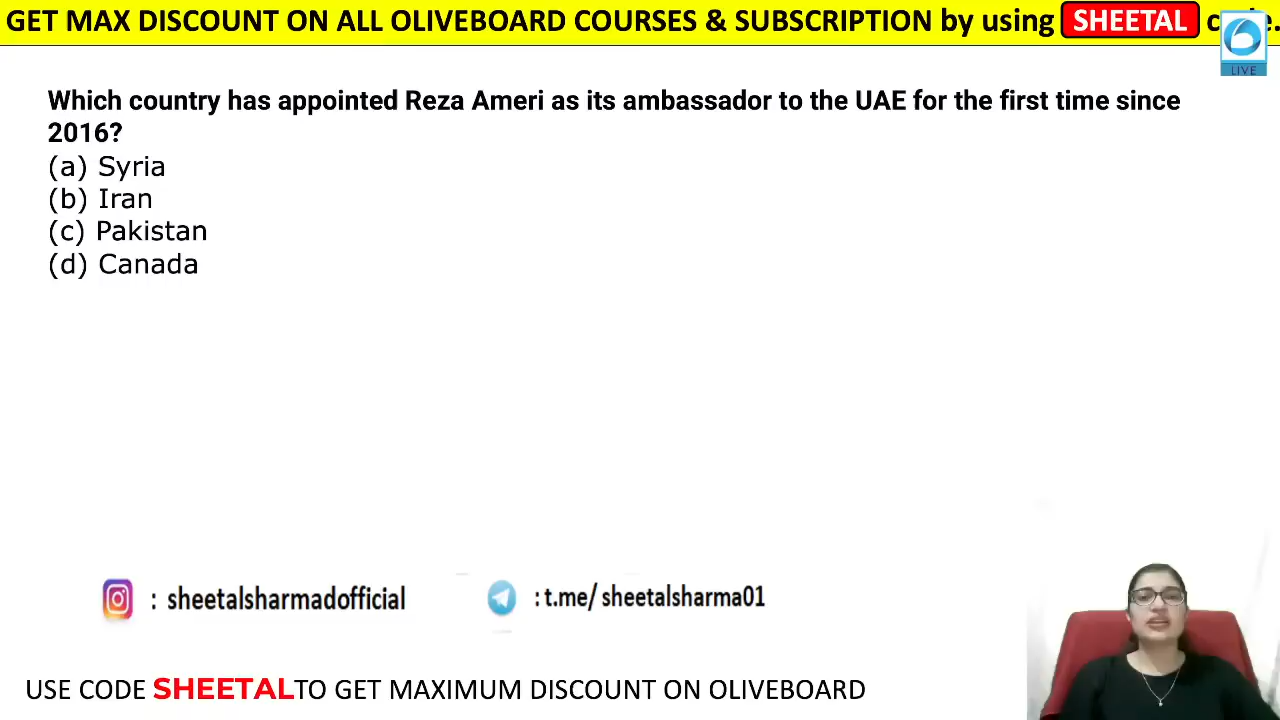 GET MAX DISCOUNT ON ALL OLIVEBOARD COURSES & SUBSCRIPTION by using SHEETAL code.
LIVE
Which country has appointed Reza Ameri as its ambassador to the UAE for the first time since
2016?
(a) Syria
(b) Iran
(c) Pakistan
(d) Canada
: sheetalsharmadofficial : t.me/ sheetalsharma01
USE CODE SHEETALTO GET MAXIMUM DISCOUNT ON OLIVEBOARD